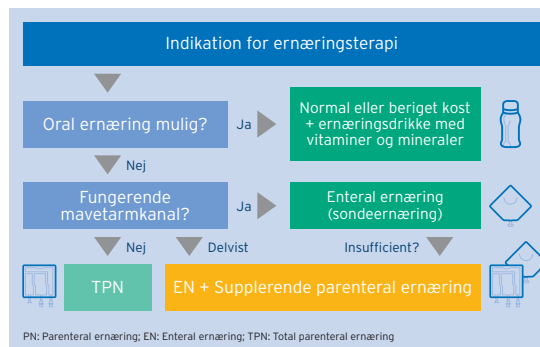 Indikation for ernæringsterapi
Oral ernæring mulig?
Ja
Normal eller beriget kost
+ ernæringsdrikke med
vitaminer og mineraler
Nej
Fungerende
mavetarmkanal?
Ja
Enteral ernæring
(sondeernæring)
Nej
Delvist
Insufficient?
TPN
EN + Supplerende parenteral ernæring
PN: Parenteral ernæring; EN: Enteral ernæring; TPN: Total parenteral ernæring